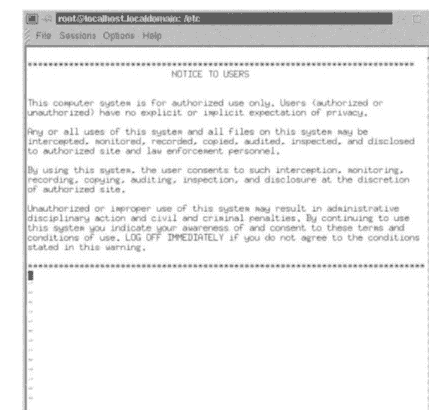 root@localhost.localdomain: /etc
File Sessions Options Help
************************************************************
NOTICE TO USERS
This computer system is for authorized use only. Users (authorized or
unauthorized) have no explicit or implicit expectation of privacy.
Any or all uses of this system and all files on this system may be
intercepted, monitored, recorded, copied, audited, inspected, and disclosed
to authorized site and law enforcement personnel.
By using this system, the user consents to such interception, monitoring,
recording, copying, auditing, inspection, and disclosure at the discretion
of authorized site.
Unauthorized or improper use of this system may result in administrative
disciplinary action and civil and criminal penalties. By continuing to use
this system you indicate your awareness of and consent to these terms and
conditions of use. LOG OFF IMMEDIATELY if you do not agree to the conditions
stated in this warning.
************************************************************